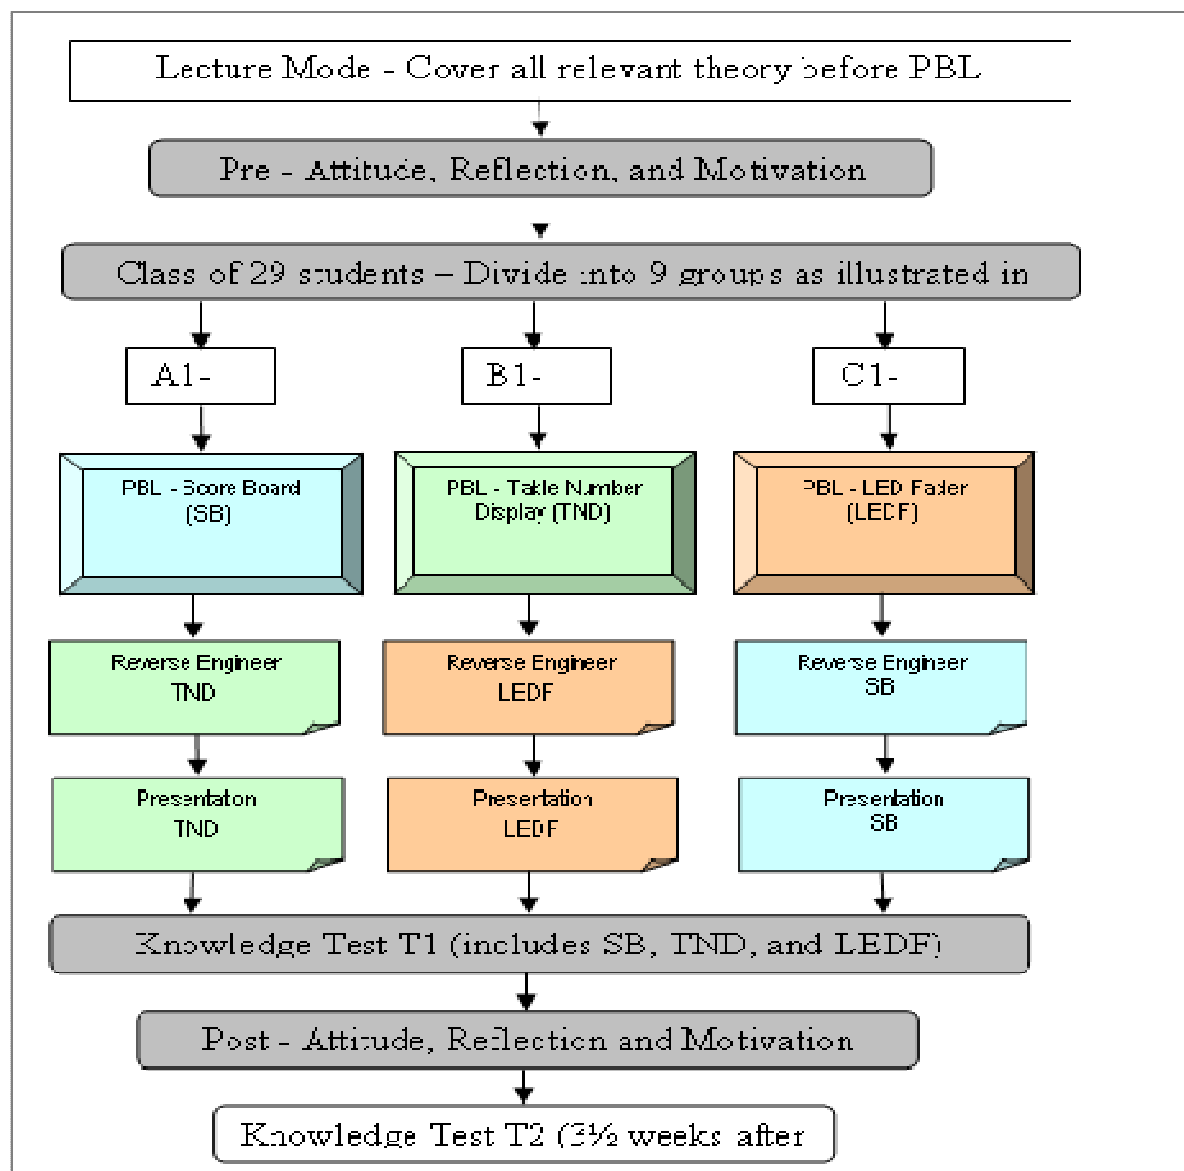 Lecture Mode - Cover all relevant theory before PBL
Pre - Attitude, Reflection, and Motivation
Class of 29 students – Divide into 9 groups as illustrated in
A1-
B1-
C1-
PBL - Score Board
(SB)
PBL - Table Number
Display (TND)
PBL - LED Fader
(LEDF)
Reverse Engineer
TND
Reverse Engineer
LEDF
Reverse Engineer
SB
Presentation
TND
Presentation
LEDF
Presentation
SB
Knowledge Test T1 (includes SB, TND, and LEDF)
Post - Attitude, Reflection and Motivation
Knowledge Test T2 (3½ weeks after